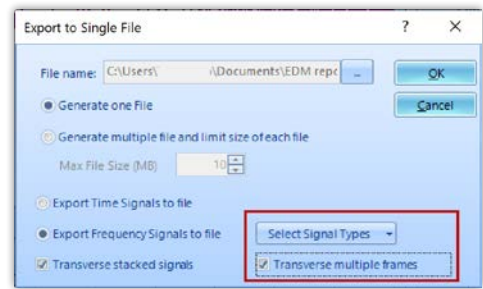 Export to Single File ? X
File name: C:\Users\ \Documents\EDM repc ... OK
Generate one File Cancel
Generate multiple file and limit size of each file
Max File Size (MB) 10
Export Time Signals to file
Export Frequency Signals to file Select Signal Types
Transverse stacked signals Transverse multiple frames